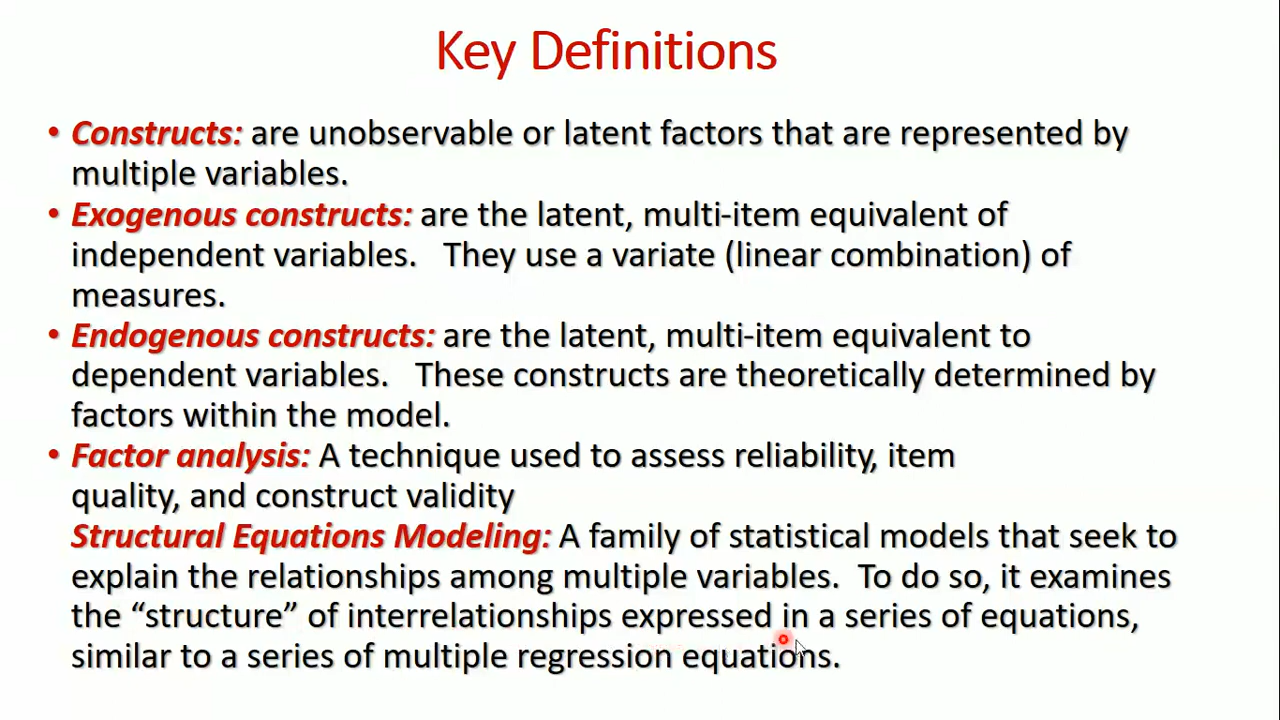 Key Definitions
• Constructs: are unobservable or latent factors that are represented by
multiple variables.
• Exogenous constructs: are the latent, multi-item equivalent of
independent variables.   They use a variate (linear combination) of
measures.
• Endogenous constructs: are the latent, multi-item equivalent to
dependent variables.   These constructs are theoretically determined by
factors within the model.
• Factor analysis: A technique used to assess reliability, item
quality, and construct validity
Structural Equations Modeling: A family of statistical models that seek to
explain the relationships among multiple variables.  To do so, it examines
the “structure” of interrelationships expressed in a series of equations,
similar to a series of multiple regression equations.